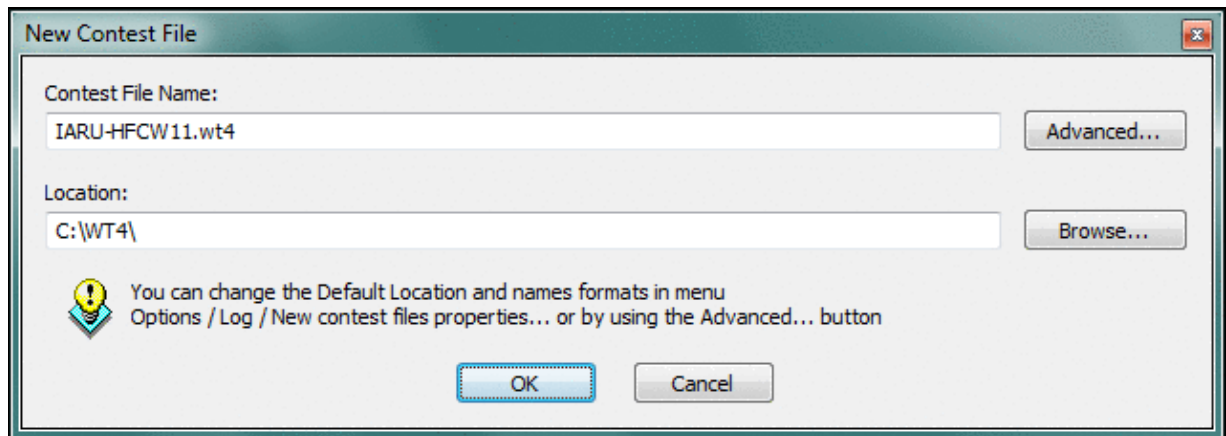 New Contest File
Contest File Name:
IARU-HFCW11.wt4
Advanced...
Location:
C:\WT4\
Browse...
You can change the Default Location and names formats in menu
Options / Log / New contest files properties... or by using the Advanced... button
OK
Cancel